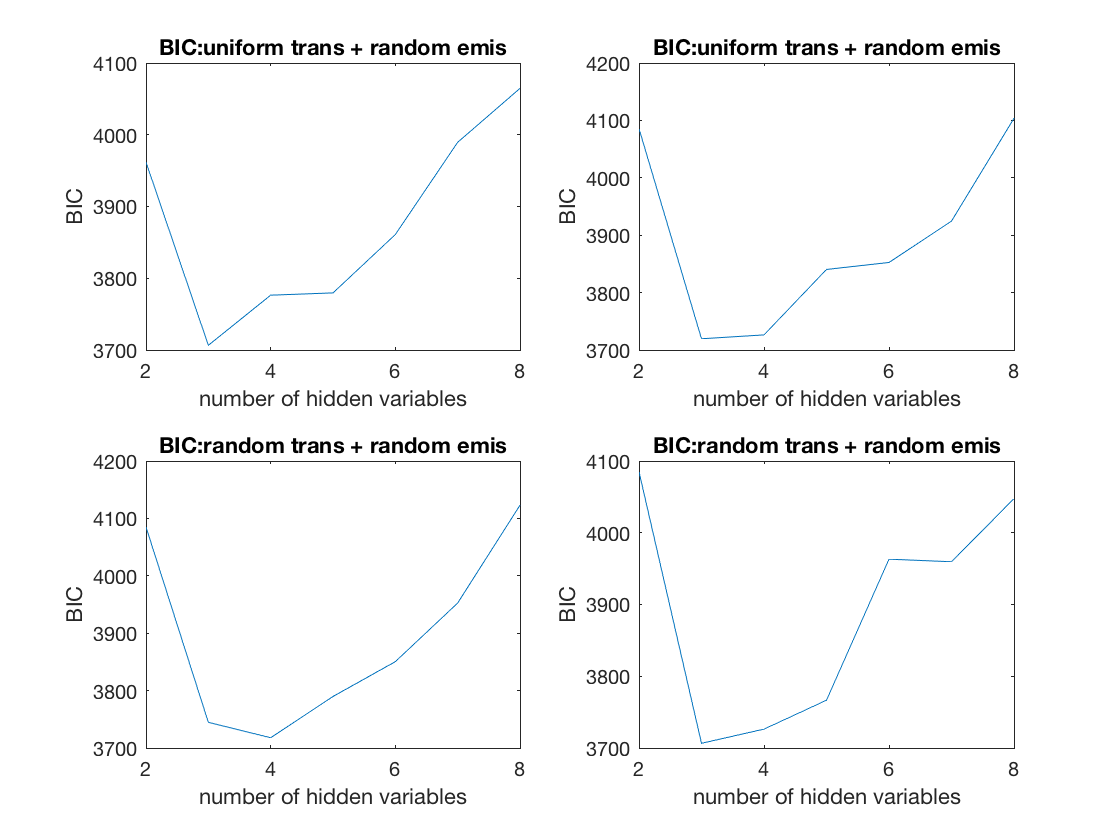 BIC:uniform trans + random emis
4100
4000
3900
3800
3700
BIC
2 4 6 8
number of hidden variables
BIC:uniform trans + random emis
4200
4100
4000
3900
3800
3700
BIC
2 4 6 8
number of hidden variables
BIC:random trans + random emis
4200
4100
4000
3900
3800
3700
BIC
2 4 6 8
number of hidden variables
BIC:random trans + random emis
4100
4000
3900
3800
3700
BIC
2 4 6 8
number of hidden variables